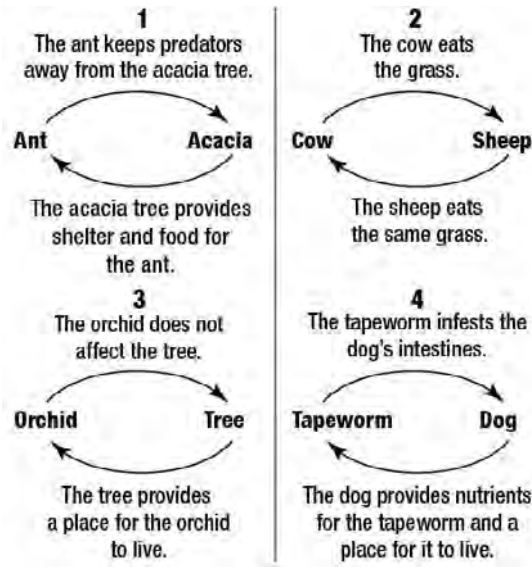 1
The ant keeps predators
away from the acacia tree.
Ant
Acacia
The acacia tree provides
shelter and food for
the ant.
2
The cow eats
the grass.
Cow
Sheep
The sheep eats
the same grass.
3
The orchid does not
affect the tree.
Orchid
Tree
The tree provides
a place for the orchid
to live.
4
The tapeworm infests the
dog's intestines.
Tapeworm
Dog
The dog provides nutrients
for the tapeworm and a
place for it to live.